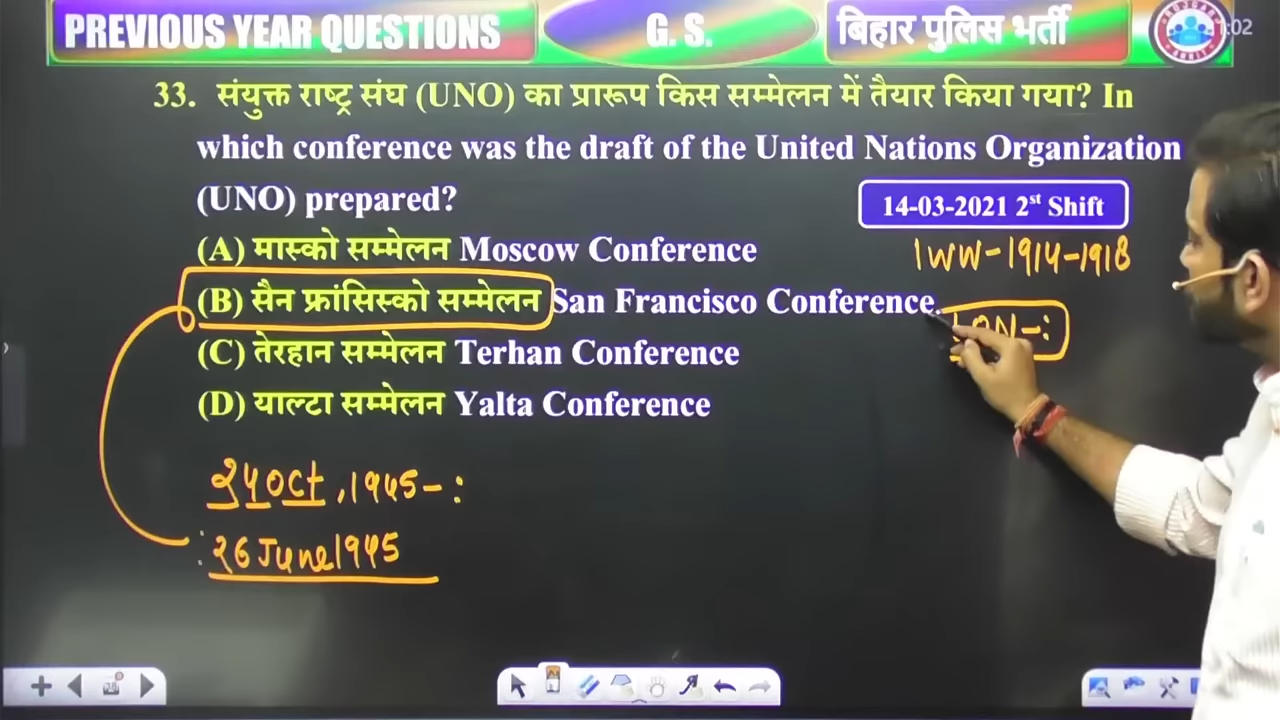 PREVIOUS YEAR QUESTIONS
G. S.
बिहार पुलिस भर्ती
1:02
33. संयुक्त राष्ट्र संघ (UNO) का प्रारूप किस सम्मेलन में तैयार किया गया? In
which conference was the draft of the United Nations Organization
(UNO) prepared?
14-03-2021 2st Shift
(A) मास्को सम्मेलन Moscow Conference
1WW-1914-1918
(B) सैन फ्रांसिस्को सम्मेलन San Francisco Conference.
(C) तेरहान सम्मेलन Terhan Conference
(D) याल्टा सम्मेलन Yalta Conference
24 Oct, 1945-:
26 June 1945